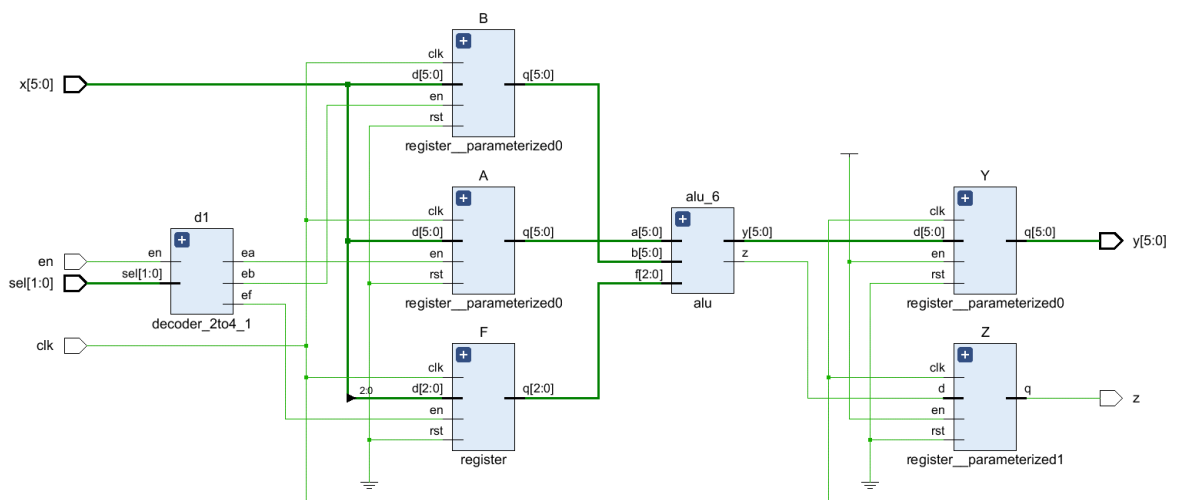 B
clk
x[5:0]
d[5:0]
q[5:0]
en
rst
register__parameterized0
A
clk
d[5:0]
q[5:0]
en
rst
register__parameterized0
d1
en
en
ea
sel[1:0]
sel[1:0]
eb
ef
decoder_2to4_1
clk
F
clk
2:0
d[2:0]
q[2:0]
en
rst
register
alu_6
a[5:0]
y[5:0]
b[5:0]
z
f[2:0]
alu
Y
clk
d[5:0]
q[5:0]
y[5:0]
en
rst
register__parameterized0
Z
clk
d
q
z
en
rst
register__parameterized1